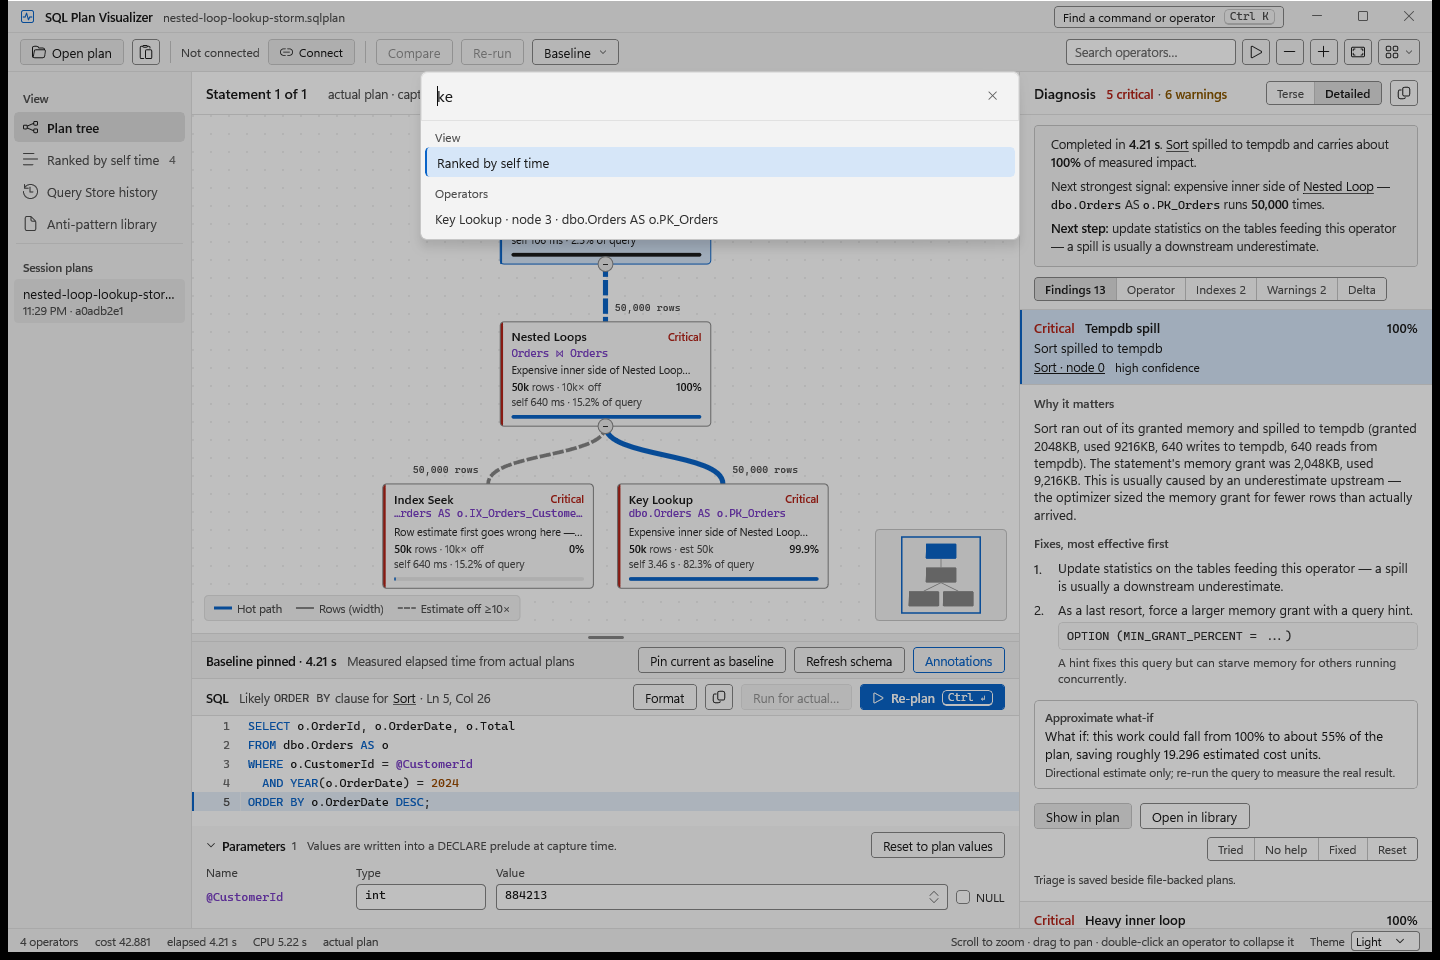 SQL Plan Visualizer nested-loop-lookup-storm.sqlplan
Find a command or operator Ctrl K
Open plan
Not connected
Connect
Compare
Re-run
Baseline
Search operators...
View
Plan tree
Ranked by self time 4
Query Store history
Anti-pattern library
Session plans
nested-loop-lookup-stor...
11:29 PM · a0adb2e1
Statement 1 of 1 actual plan · capt
ke
View
Ranked by self time
Operators
Key Lookup · node 3 · dbo.Orders AS o.PK_Orders
self 106 ms · 2.5% of query
50,000 rows
Nested Loops Critical
Orders ⋈ Orders
Expensive inner side of Nested Loop...
50k rows · 10k× off 100%
self 640 ms · 15.2% of query
50,000 rows
50,000 rows
Index Seek Critical
…rders AS o.IX_Orders_Custome…
Row estimate first goes wrong here —...
50k rows · 10k× off 0%
self 640 ms · 15.2% of query
Key Lookup Critical
dbo.Orders AS o.PK_Orders
Expensive inner side of Nested Loop...
50k rows · est 50k 99.9%
self 3.46 s · 82.3% of query
Hot path
Rows (width)
Estimate off ≥10×
Baseline pinned · 4.21 s Measured elapsed time from actual plans
Pin current as baseline
Refresh schema
Annotations
SQL Likely ORDER BY clause for Sort · Ln 5, Col 26
Format
Run for actual...
Re-plan Ctrl ↵
1 SELECT o.OrderId, o.OrderDate, o.Total
2 FROM dbo.Orders AS o
3 WHERE o.CustomerId = @CustomerId
4 AND YEAR(o.OrderDate) = 2024
5 ORDER BY o.OrderDate DESC;
Parameters 1 Values are written into a DECLARE prelude at capture time.
Reset to plan values
Name Type Value
@CustomerId int 884213 NULL
Diagnosis 5 critical · 6 warnings
Terse Detailed
Completed in 4.21 s. Sort spilled to tempdb and carries about
100% of measured impact.
Next strongest signal: expensive inner side of Nested Loop —
dbo.Orders AS o.PK_Orders runs 50,000 times.
Next step: update statistics on the tables feeding this operator
— a spill is usually a downstream underestimate.
Findings 13 Operator Indexes 2 Warnings 2 Delta
Critical Tempdb spill 100%
Sort spilled to tempdb
Sort · node 0 high confidence
Why it matters
Sort ran out of its granted memory and spilled to tempdb (granted
2048KB, used 9216KB, 640 writes to tempdb, 640 reads from
tempdb). The statement's memory grant was 2,048KB, used
9,216KB. This is usually caused by an underestimate upstream —
the optimizer sized the memory grant for fewer rows than actually
arrived.
Fixes, most effective first
1. Update statistics on the tables feeding this operator — a spill
is usually a downstream underestimate.
2. As a last resort, force a larger memory grant with a query hint.
OPTION (MIN_GRANT_PERCENT = …)
A hint fixes this query but can starve memory for others running
concurrently.
Approximate what-if
What if: this work could fall from 100% to about 55% of the
plan, saving roughly 19.296 estimated cost units.
Directional estimate only; re-run the query to measure the real result.
Show in plan
Open in library
Tried No help Fixed Reset
Triage is saved beside file-backed plans.
Critical Heavy inner loop 100%
4 operators cost 42.881 elapsed 4.21 s CPU 5.22 s actual plan
Scroll to zoom · drag to pan · double-click an operator to collapse it Theme Light